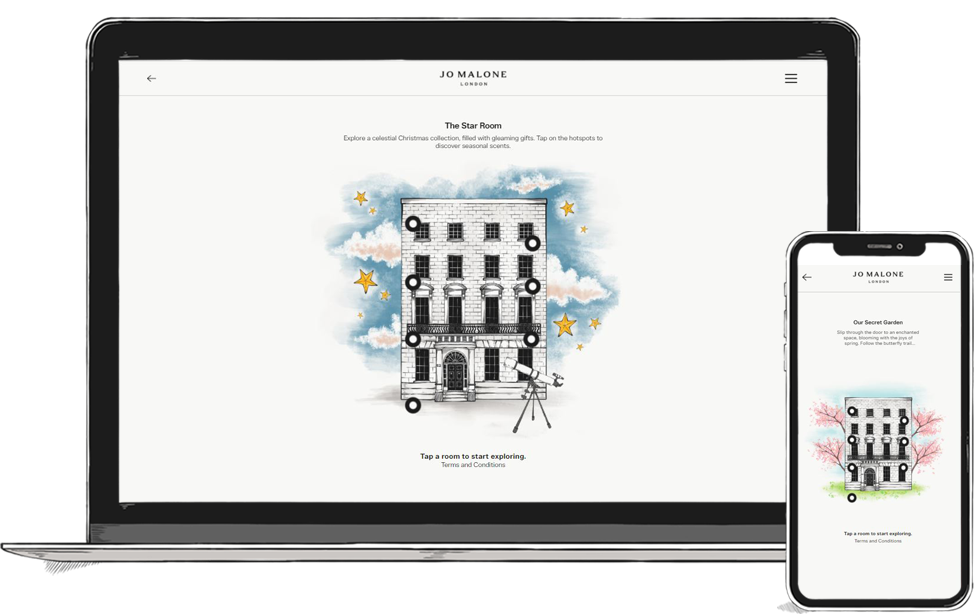 JO MALONE
LONDON
The Star Room
Explore a celestial Christmas collection, filled with gleaming gifts. Tap on the hotspots to
discover seasonal scents.
Tap a room to start exploring.
Terms and Conditions
JO MALONE
LONDON
Our Secret Garden
Slip through the door to an enchanted
space, blooming with the joys of
spring. Follow the butterfly trail...
Tap a room to start exploring.
Terms and Conditions